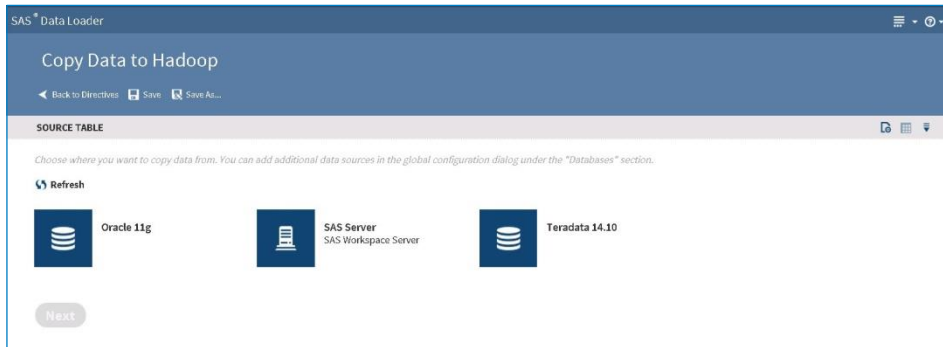 SAS® Data Loader
Copy Data to Hadoop
Back to Directives Save Save As...
SOURCE TABLE
Choose where you want to copy data from. You can add additional data sources in the global configuration dialog under the "Databases" section.
Refresh
Oracle 11g
SAS Server
SAS Workspace Server
Teradata 14.10
Next